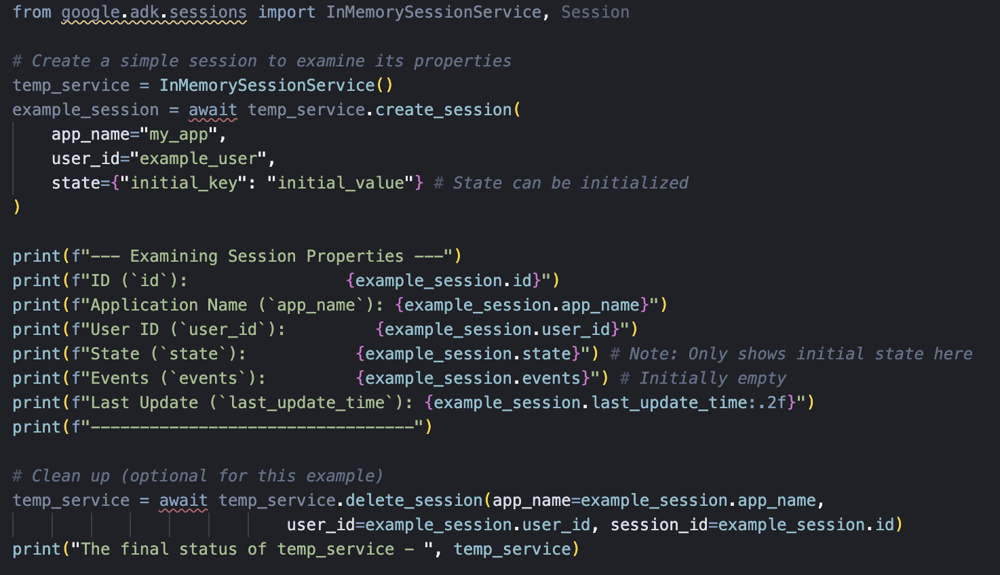 from google.adk.sessions import InMemorySessionService, Session
# Create a simple session to examine its properties
temp_service = InMemorySessionService()
example_session = await temp_service.create_session(
    app_name="my_app",
    user_id="example_user",
    state={"initial_key": "initial_value"} # State can be initialized
)
print(f"--- Examining Session Properties ---")
print(f"ID (`id`):                {example_session.id}")
print(f"Application Name (`app_name`): {example_session.app_name}")
print(f"User ID (`user_id`):         {example_session.user_id}")
print(f"State (`state`):           {example_session.state}") # Note: Only shows initial state here
print(f"Events (`events`):         {example_session.events}") # Initially empty
print(f"Last Update (`last_update_time`): {example_session.last_update_time:.2f}")
print(f"---------------------------------")
# Clean up (optional for this example)
temp_service = await temp_service.delete_session(app_name=example_session.app_name,
                            user_id=example_session.user_id, session_id=example_session.id)
print("The final status of temp_service - ", temp_service)